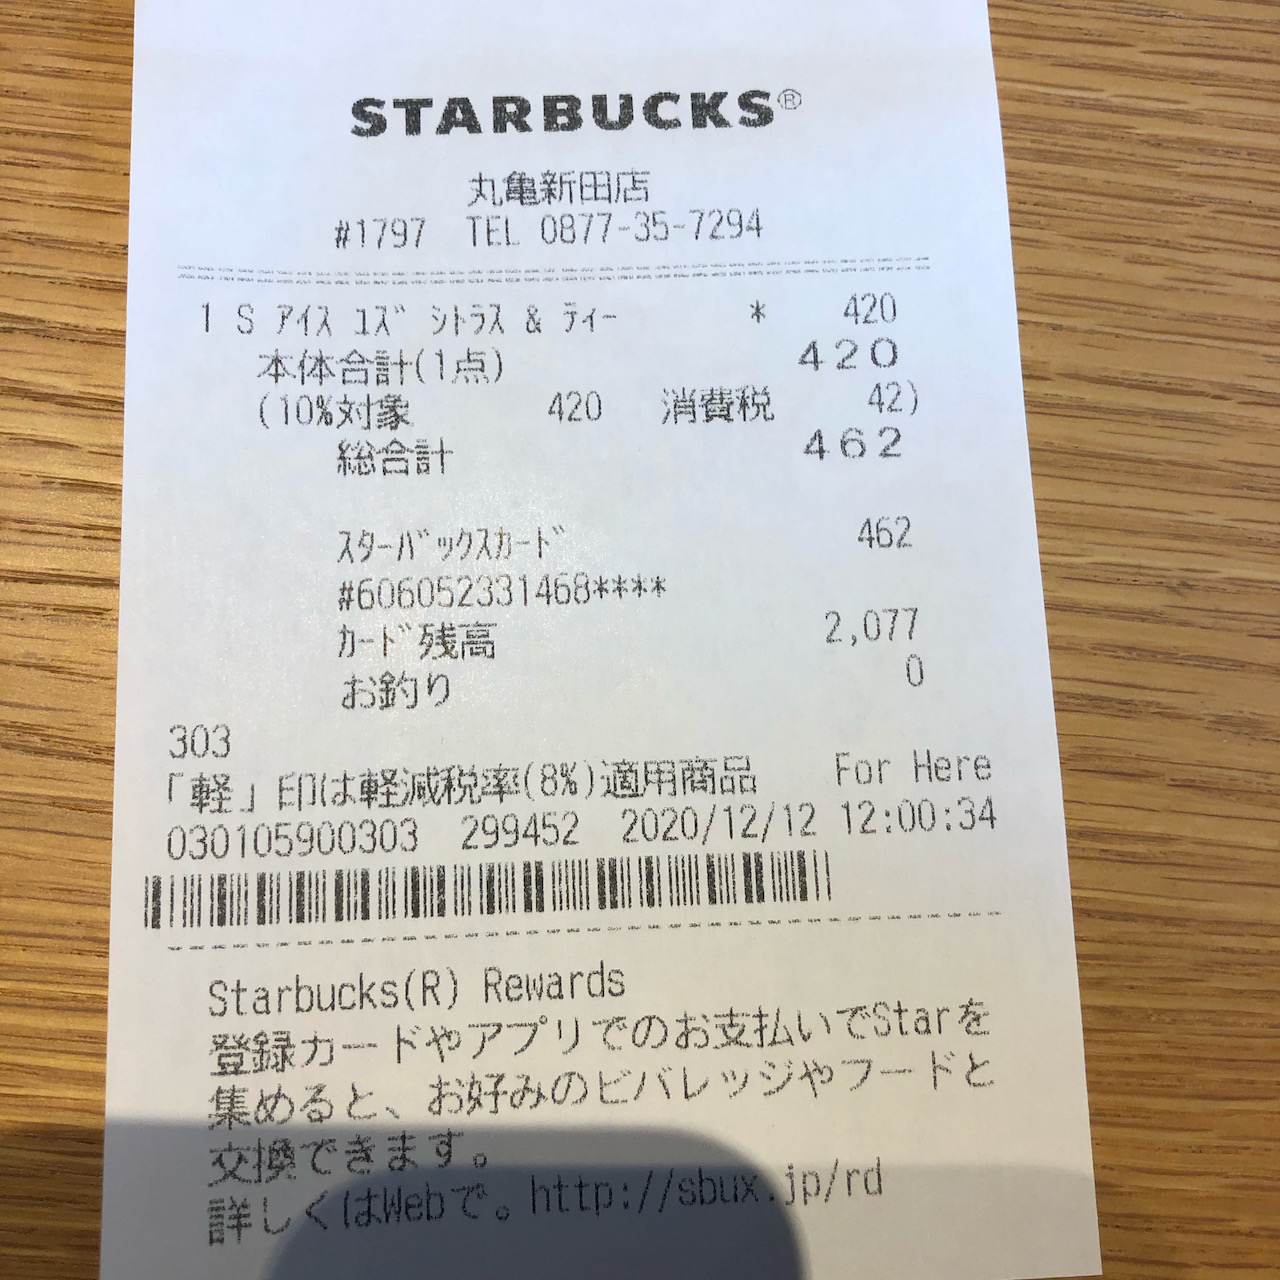 STARBUCKS®
丸亀新田店
#1797 TEL 0877-35-7294
1 S ｱｲｽ ﾕｽﾞ ｼﾄﾗｽ & ﾃｨｰ * 420
本体合計(1点) 420
(10%対象 420 消費税 42)
総合計 462
ｽﾀｰﾊﾞｯｸｽｶｰﾄﾞ 462
#606052331468****
ｶｰﾄﾞ残高 2,077
お釣り 0
303
「軽」印は軽減税率(8%)適用商品 For Here
030105900303 299452 2020/12/12 12:00:34
Starbucks(R) Rewards
登録カードやアプリでのお支払いでStarを
集めると、お好みのビバレッジやフードと
交換できます。
詳しくはWebで。http://sbux.jp/rd